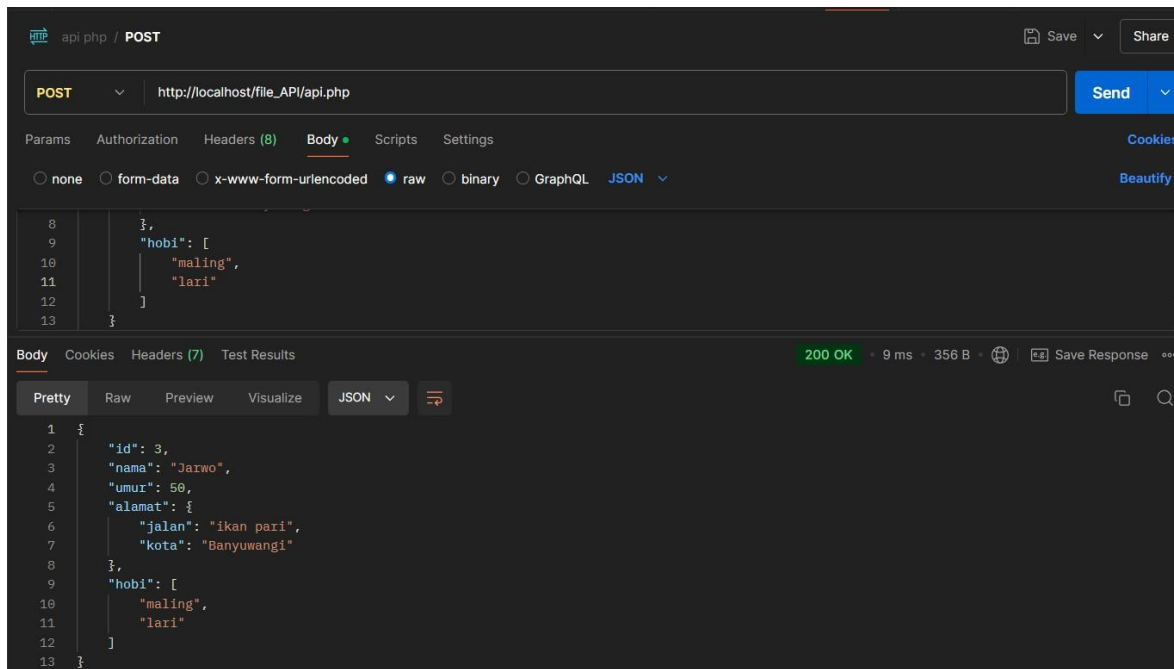 HTTP api php / POST Save Share
POST http://localhost/file_API/api.php Send
Params Authorization Headers (8) Body Scripts Settings Cookies
none form-data x-www-form-urlencoded raw binary GraphQL JSON Beautify
8 },
9 "hobi": [
10 "maling",
11 "lari"
12 ]
13 }
Body Cookies Headers (7) Test Results 200 OK 9 ms 356 B e.g. Save Response
Pretty Raw Preview Visualize JSON
1 {
2 "id": 3,
3 "nama": "Jarwo",
4 "umur": 50,
5 "alamat": {
6 "jalan": "ikan pari",
7 "kota": "Banyuwangi"
8 },
9 "hobi": [
10 "maling",
11 "lari"
12 ]
13 }